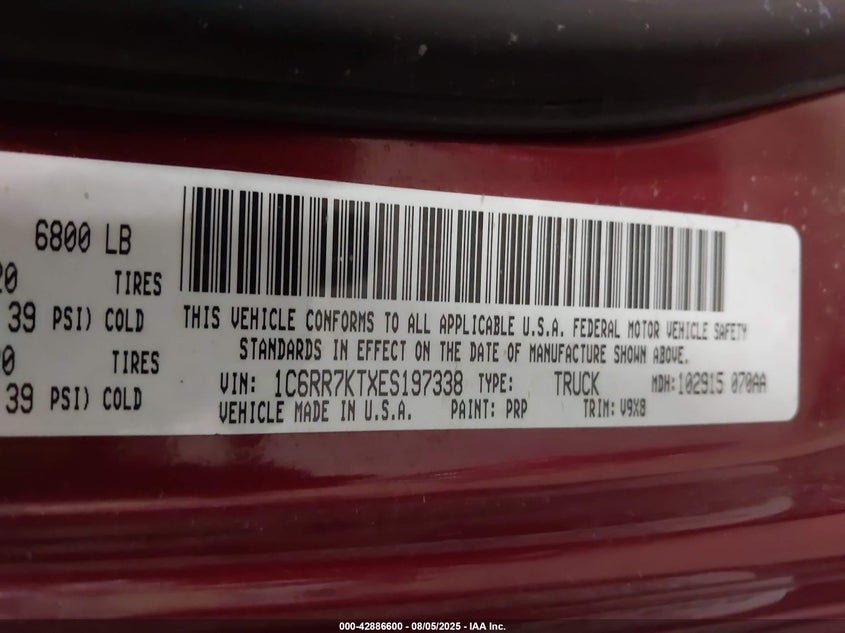 6800 LB
20 TIRES
39 PSI) COLD
20 TIRES
39 PSI) COLD
THIS VEHICLE CONFORMS TO ALL APPLICABLE U.S.A. FEDERAL MOTOR VEHICLE SAFETY
STANDARDS IN EFFECT ON THE DATE OF MANUFACTURE SHOWN ABOVE.
VIN: 1C6RR7KTXES197338 TYPE: TRUCK MDH:102915 070AA
VEHICLE MADE IN U.S.A. PAINT: PRP TRIM: V9X8
000-42886600 - 08/05/2025 - IAA Inc.